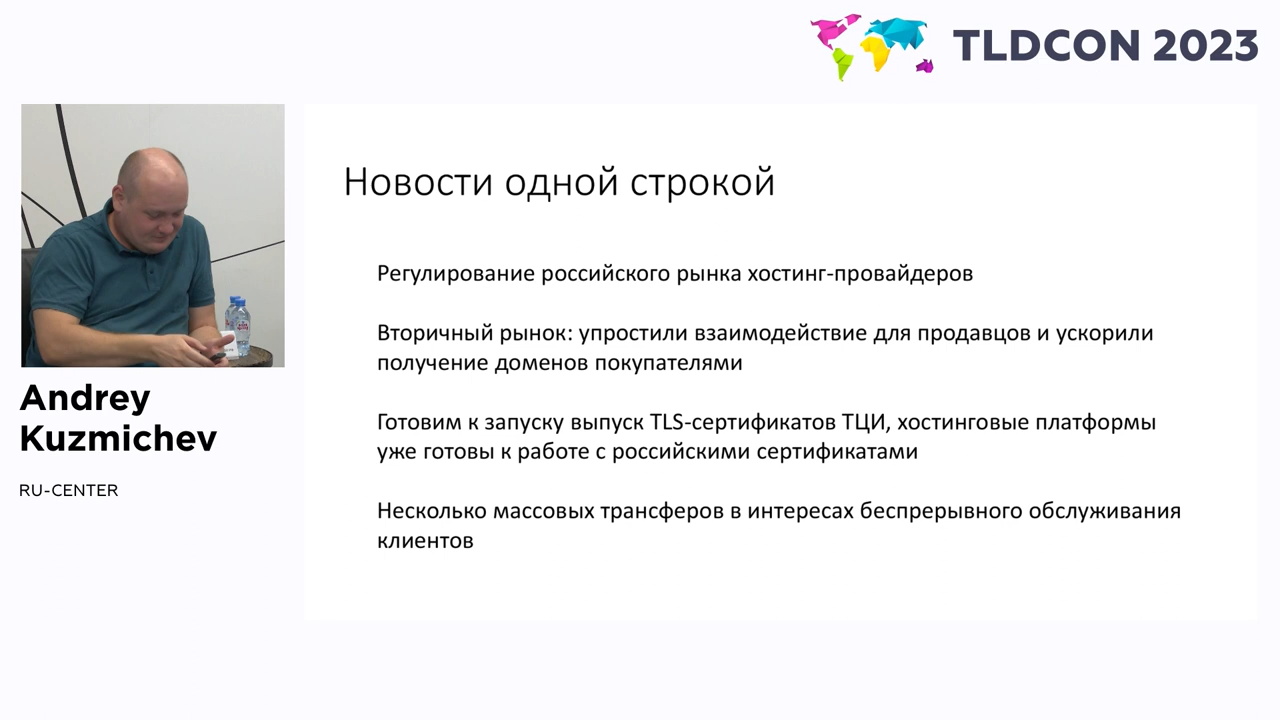 TLDCON 2023
Andrey
Kuzmichev
RU-CENTER
Новости одной строкой
Регулирование российского рынка хостинг-провайдеров
Вторичный рынок: упростили взаимодействие для продавцов и ускорили
получение доменов покупателями
Готовим к запуску выпуск TLS-сертификатов ТЦИ, хостинговые платформы
уже готовы к работе с российскими сертификатами
Несколько массовых трансферов в интересах беспрерывного обслуживания
клиентов